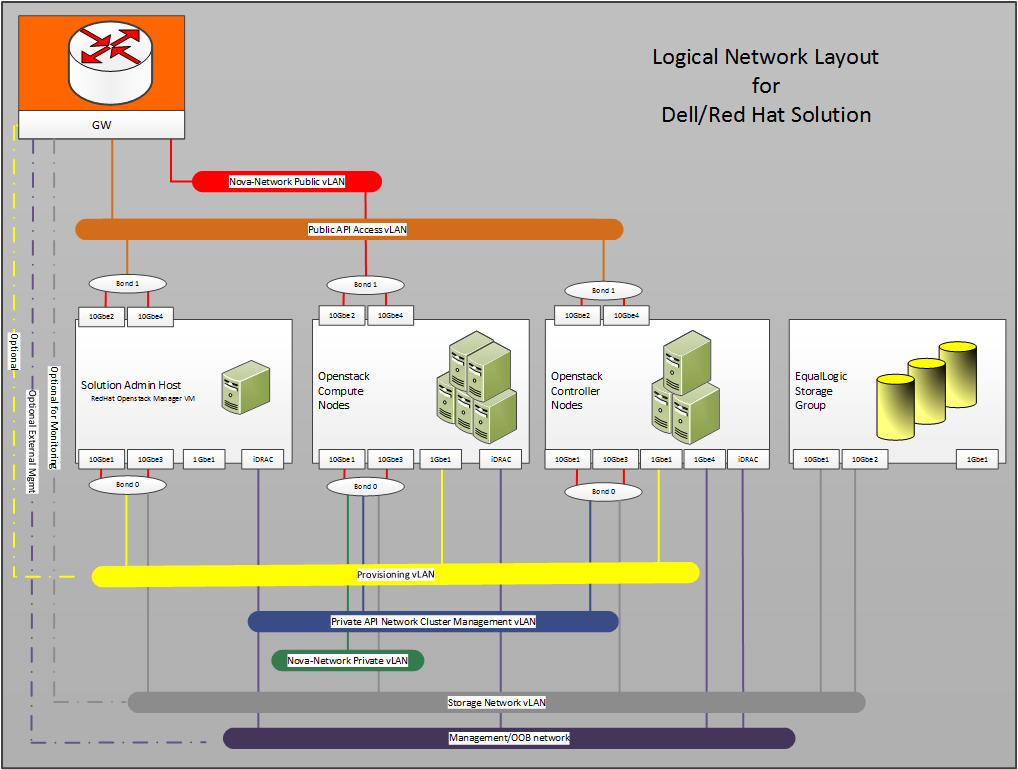 Logical Network Layout
for
Dell/Red Hat Solution
GW
Nova-Network Public vLAN
Public API Access vLAN
Bond 1
Bond 1
Bond 1
10Gbe2
10Gbe4
10Gbe2
10Gbe4
10Gbe2
10Gbe4
Optional
Optional External Mgmt
Optional for Monitoring
Solution Admin Host
RedHat Openstack Manager VM
Openstack
Compute
Nodes
Openstack
Controller
Nodes
EqualLogic
Storage
Group
10Gbe1
10Gbe3
1Gbe1
iDRAC
10Gbe1
10Gbe3
1Gbe1
iDRAC
10Gbe1
10Gbe3
1Gbe1
1Gbe4
iDRAC
10Gbe1
10Gbe2
1Gbe1
Bond 0
Bond 0
Bond 0
Provisioning vLAN
Private API Network Cluster Management vLAN
Nova-Network Private vLAN
Storage Network vLAN
Management/OOB network